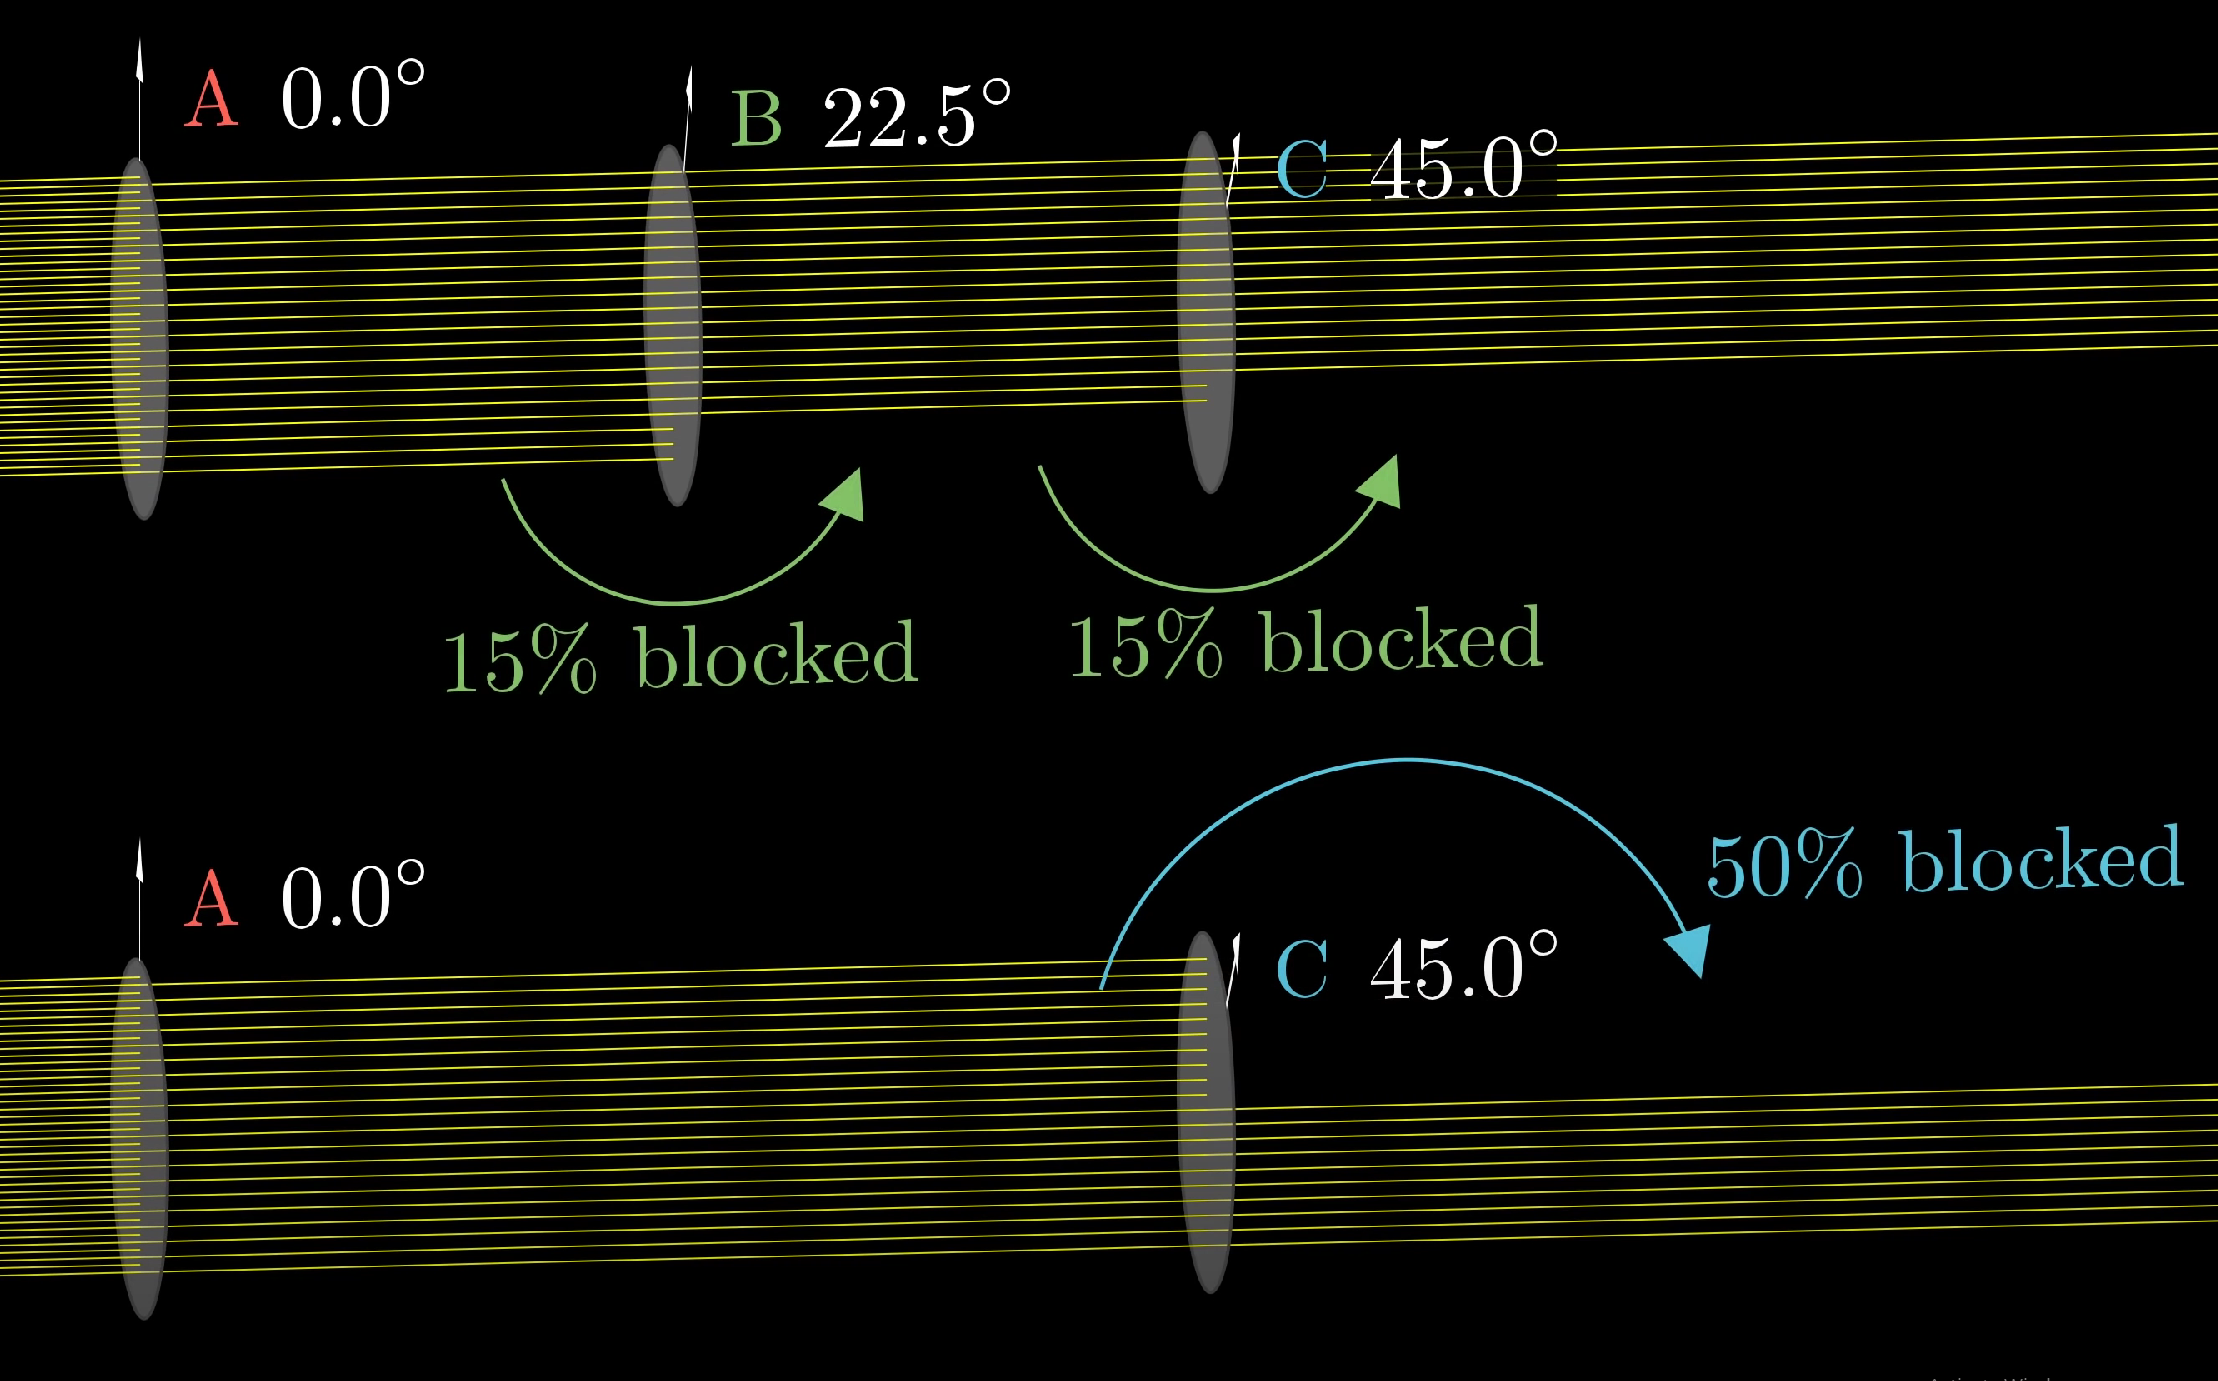 A 0.0°
B 22.5°
C 45.0°
15% blocked
15% blocked
50% blocked
A 0.0°
C 45.0°